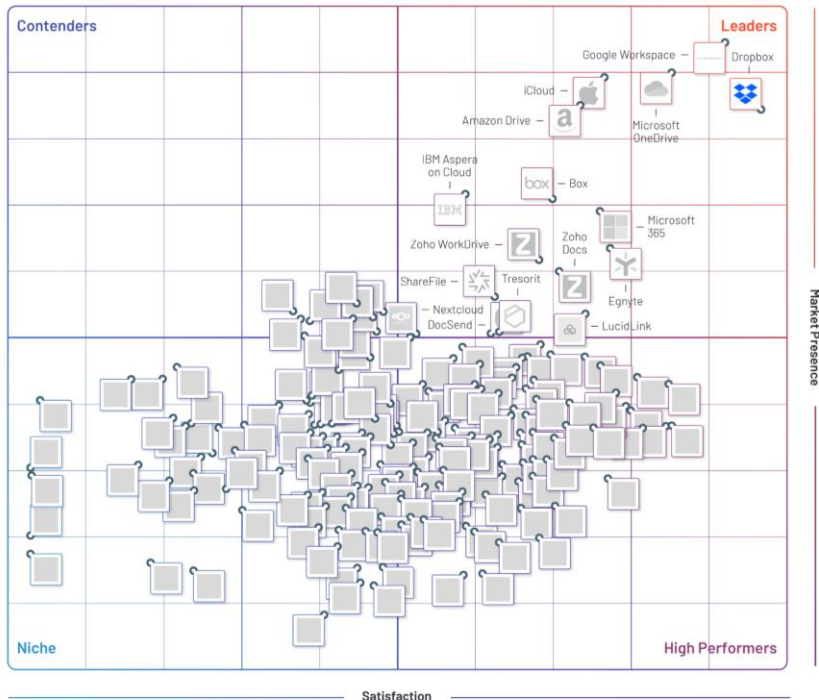 Contenders
Leaders
Google Workspace
Dropbox
iCloud
Amazon Drive
Microsoft
OneDrive
IBM Aspera
on Cloud
IBM
box
Box
Microsoft
365
Zoho WorkDrive
Zoho
Docs
ShareFile
Tresorit
Egnyte
Nextcloud
DocSend
LucidLink
Market Presence
Niche
High Performers
Satisfaction